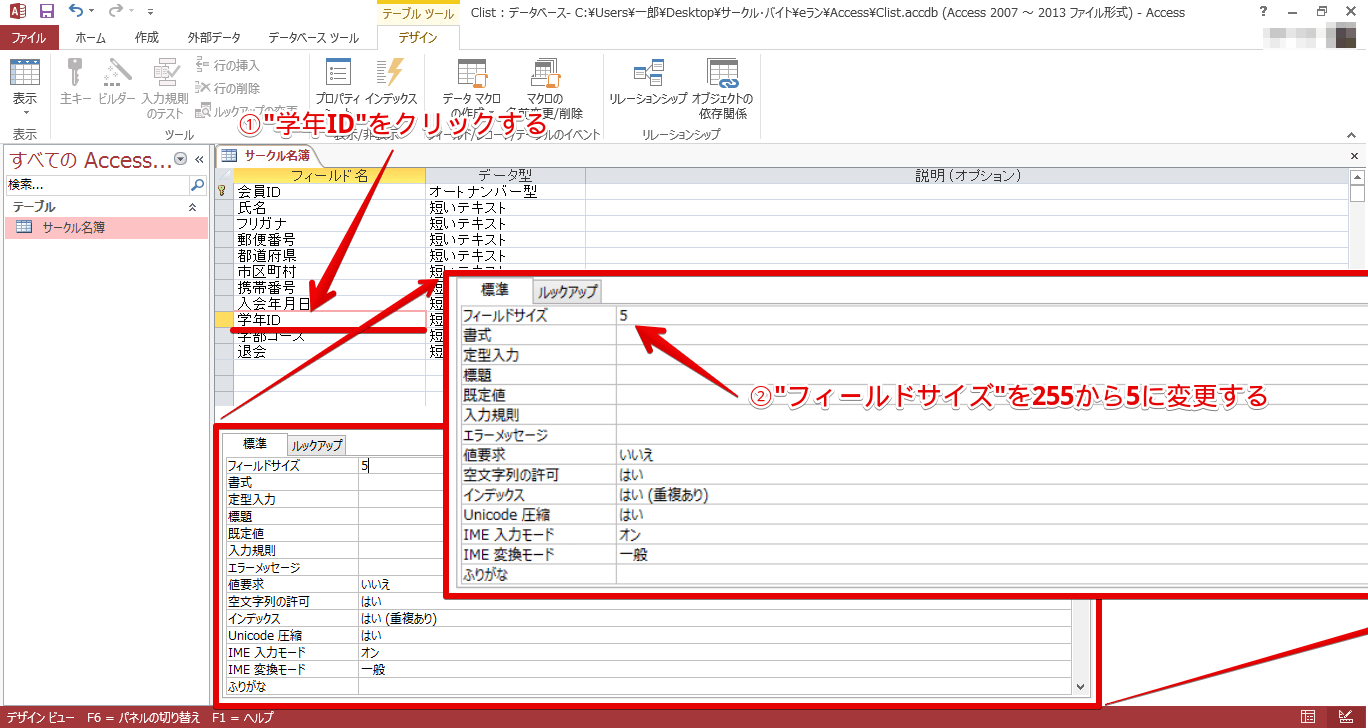 テーブル ツール
Clist : データベース- C:¥Users¥一郎¥Desktop¥サークル・バイト¥eラン¥Access¥Clist.accdb (Access 2007 ～ 2013 ファイル形式) - Access
ファイル ホーム 作成 外部データ データベース ツール デザイン
表示
主キー ビルダー 入力規則のテスト
行の挿入
行の削除
ルックアップの変更
プロパティ インデックス
データ マクロの作成
マクロの名前変更/削除
リレーションシップ オブジェクトの依存関係
表示
ツール
表示/非表示
フィールド/レコード/テーブルのイベント
リレーションシップ
①"学年ID"をクリックする
すべての Access...
検索...
テーブル
サークル名簿
サークル名簿
フィールド名 データ型 説明 (オプション)
会員ID オートナンバー型
氏名 短いテキスト
フリガナ 短いテキスト
郵便番号 短いテキスト
都道府県 短いテキスト
市区町村 短いテキスト
携帯番号
入会年月日 短
学年ID 短
学部コース 短
退会 短
標準 ルックアップ
フィールドサイズ 5
書式
定型入力
標題
既定値
入力規則
エラーメッセージ
値要求 いいえ
空文字列の許可 はい
インデックス はい (重複あり)
Unicode 圧縮 はい
IME 入力モード オン
IME 変換モード 一般
ふりがな
②"フィールドサイズ"を255から5に変更する
標準 ルックアップ
フィールドサイズ 5
書式
定型入力
標題
既定値
入力規則
エラーメッセージ
値要求 いいえ
空文字列の許可 はい
インデックス はい (重複あり)
Unicode 圧縮 はい
IME 入力モード オン
IME 変換モード 一般
ふりがな
デザイン ビュー F6 = パネルの切り替え F1 = ヘルプ